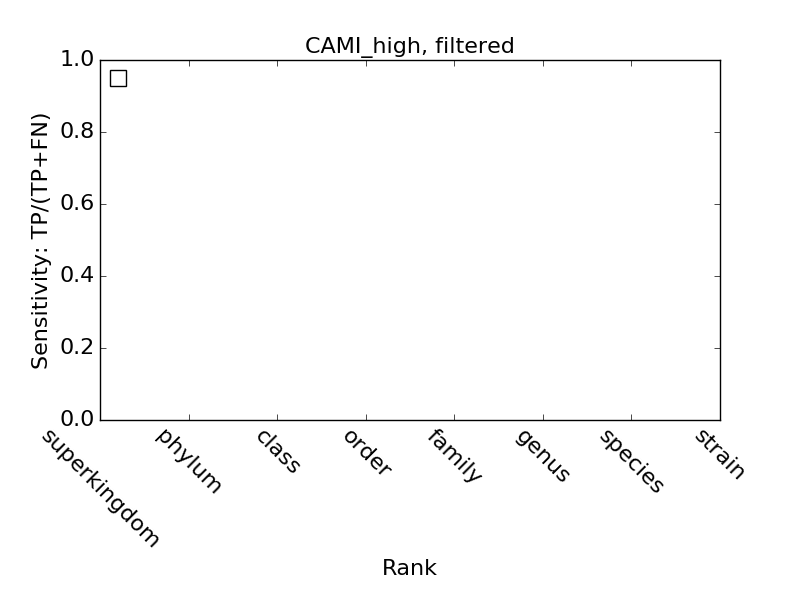 CAMI_high, filtered
Sensitivity: TP/(TP+FN)
1.0
0.8
0.6
0.4
0.2
0.0
superkingdom
phylum
class
order
family
genus
species
strain
Rank